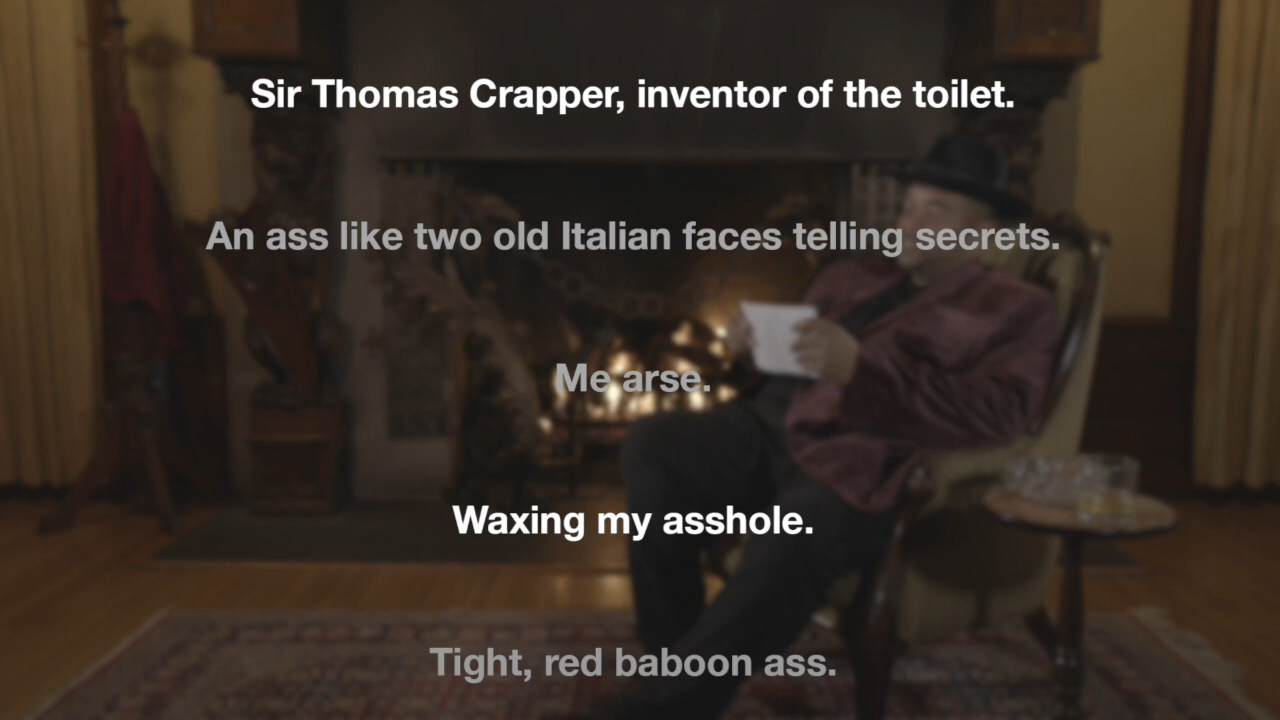 Sir Thomas Crapper, inventor of the toilet.
An ass like two old Italian faces telling secrets.
Me arse.
Waxing my asshole.
Tight, red baboon ass.